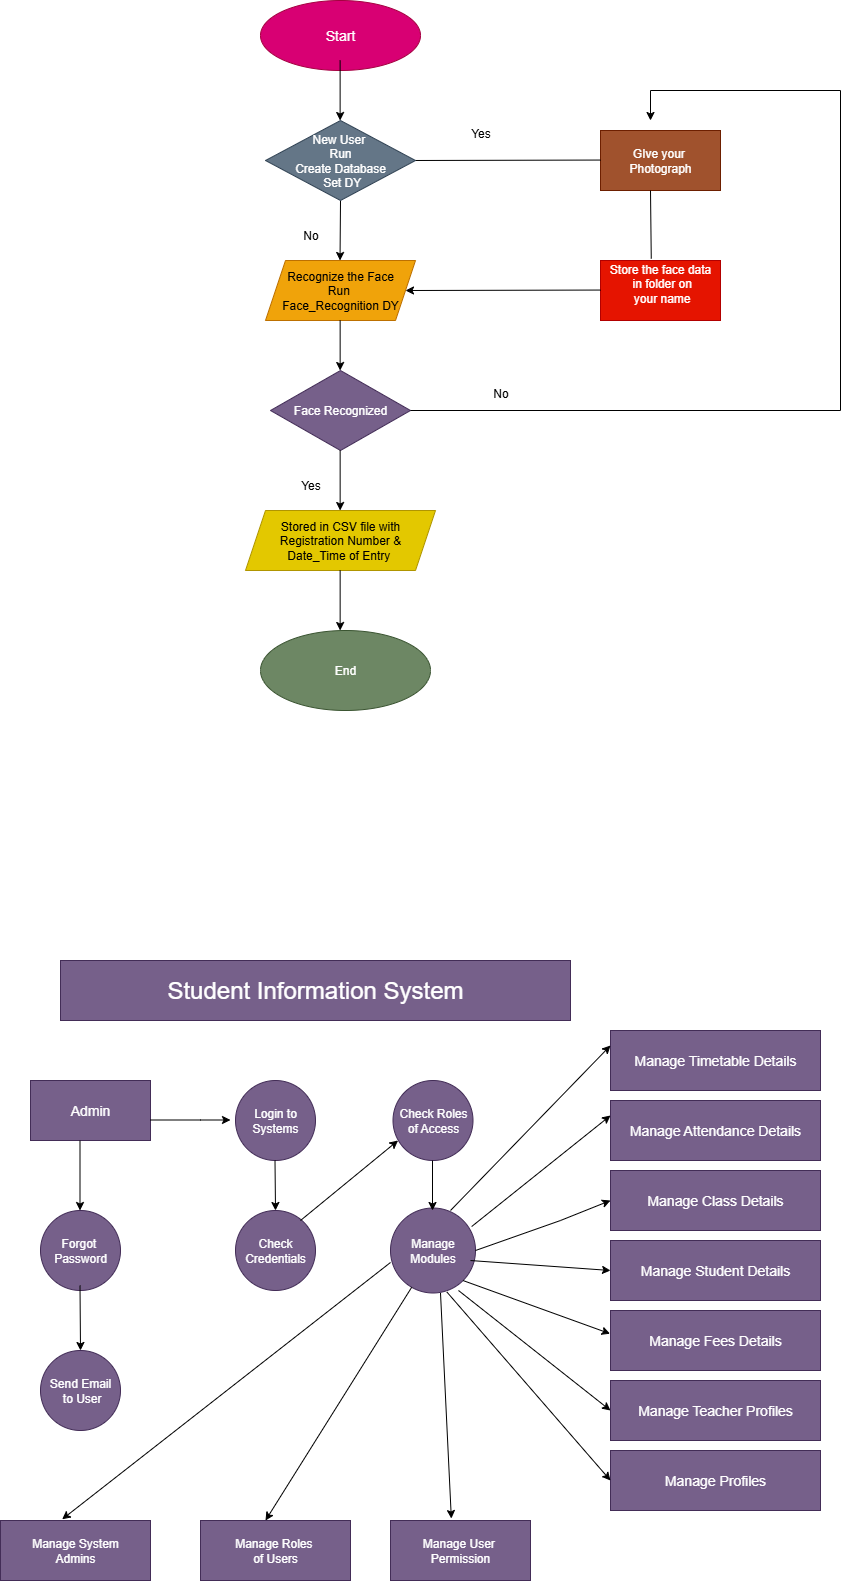 Start
New User
Run
Create Database
Set DY
Yes
GIve your
Photograph
No
Recognize the Face
Run
Face_Recognition DY
Store the face data
in folder on
your name
Face Recognized
No
Yes
Stored in CSV file with
Registration Number &
Date_Time of Entry
End
Student Information System
Admin
Login to
Systems
Check Roles
of Access
Manage Timetable Details
Manage Attendance Details
Manage Class Details
Forgot
Password
Check
Credentials
Manage
Modules
Manage Student Details
Manage Fees Details
Send Email
to User
Manage Teacher Profiles
Manage Profiles
Manage System
Admins
Manage Roles
of Users
Manage User
Permission